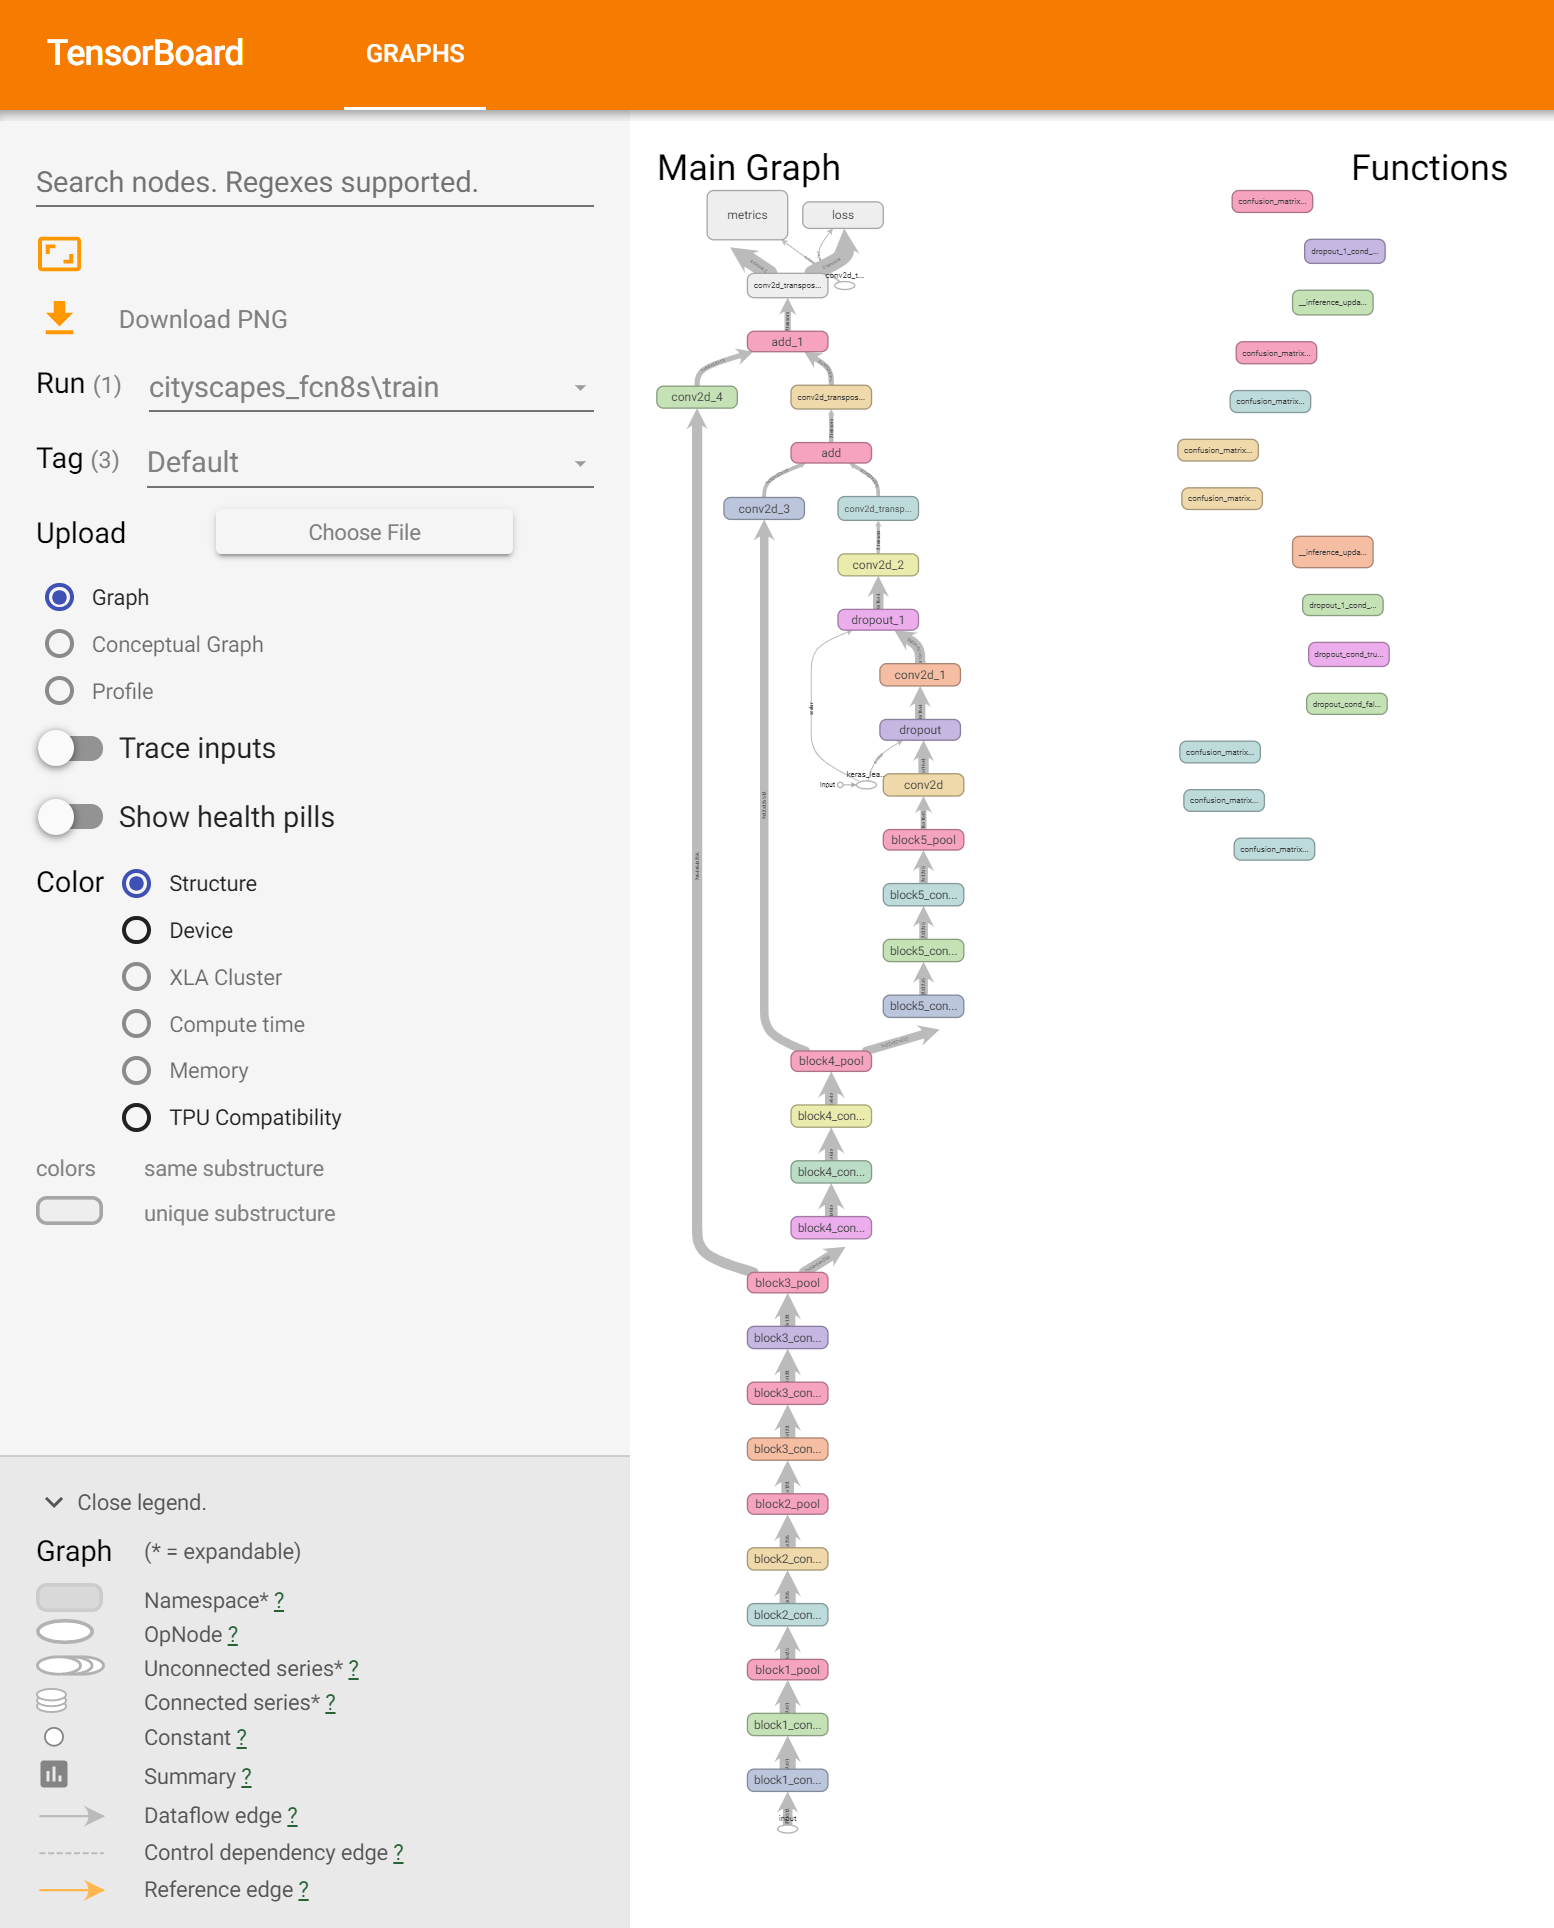 TensorBoard
GRAPHS
Search nodes. Regexes supported.
Download PNG
Run (1)
cityscapes_fcn8s\train
Tag (3)
Default
Upload
Choose File
Graph
Conceptual Graph
Profile
Trace inputs
Show health pills
Color
Structure
Device
XLA Cluster
Compute time
Memory
TPU Compatibility
colors
same substructure
unique substructure
Close legend.
Graph
(* = expandable)
Namespace* ?
OpNode ?
Unconnected series* ?
Connected series* ?
Constant ?
Summary ?
Dataflow edge ?
Control dependency edge ?
Reference edge ?
Main Graph
metrics
loss
conv2d_transpos...
conv2d_t...
add_1
conv2d_4
conv2d_transpos...
add
conv2d_3
conv2d_transp...
conv2d_2
dropout_1
conv2d_1
dropout
keras_lea...
input
conv2d
block5_pool
block5_con...
block5_con...
block5_con...
block4_pool
block4_con...
block4_con...
block4_con...
block3_pool
block3_con...
block3_con...
block3_con...
block2_pool
block2_con...
block2_con...
block1_pool
block1_con...
block1_con...
input
Functions
confusion_matrix...
dropout_1_cond_...
__inference_upda...
confusion_matrix...
confusion_matrix...
confusion_matrix...
confusion_matrix...
__inference_upda...
dropout_1_cond_...
dropout_cond_tru...
dropout_cond_fal...
confusion_matrix...
confusion_matrix...
confusion_matrix...